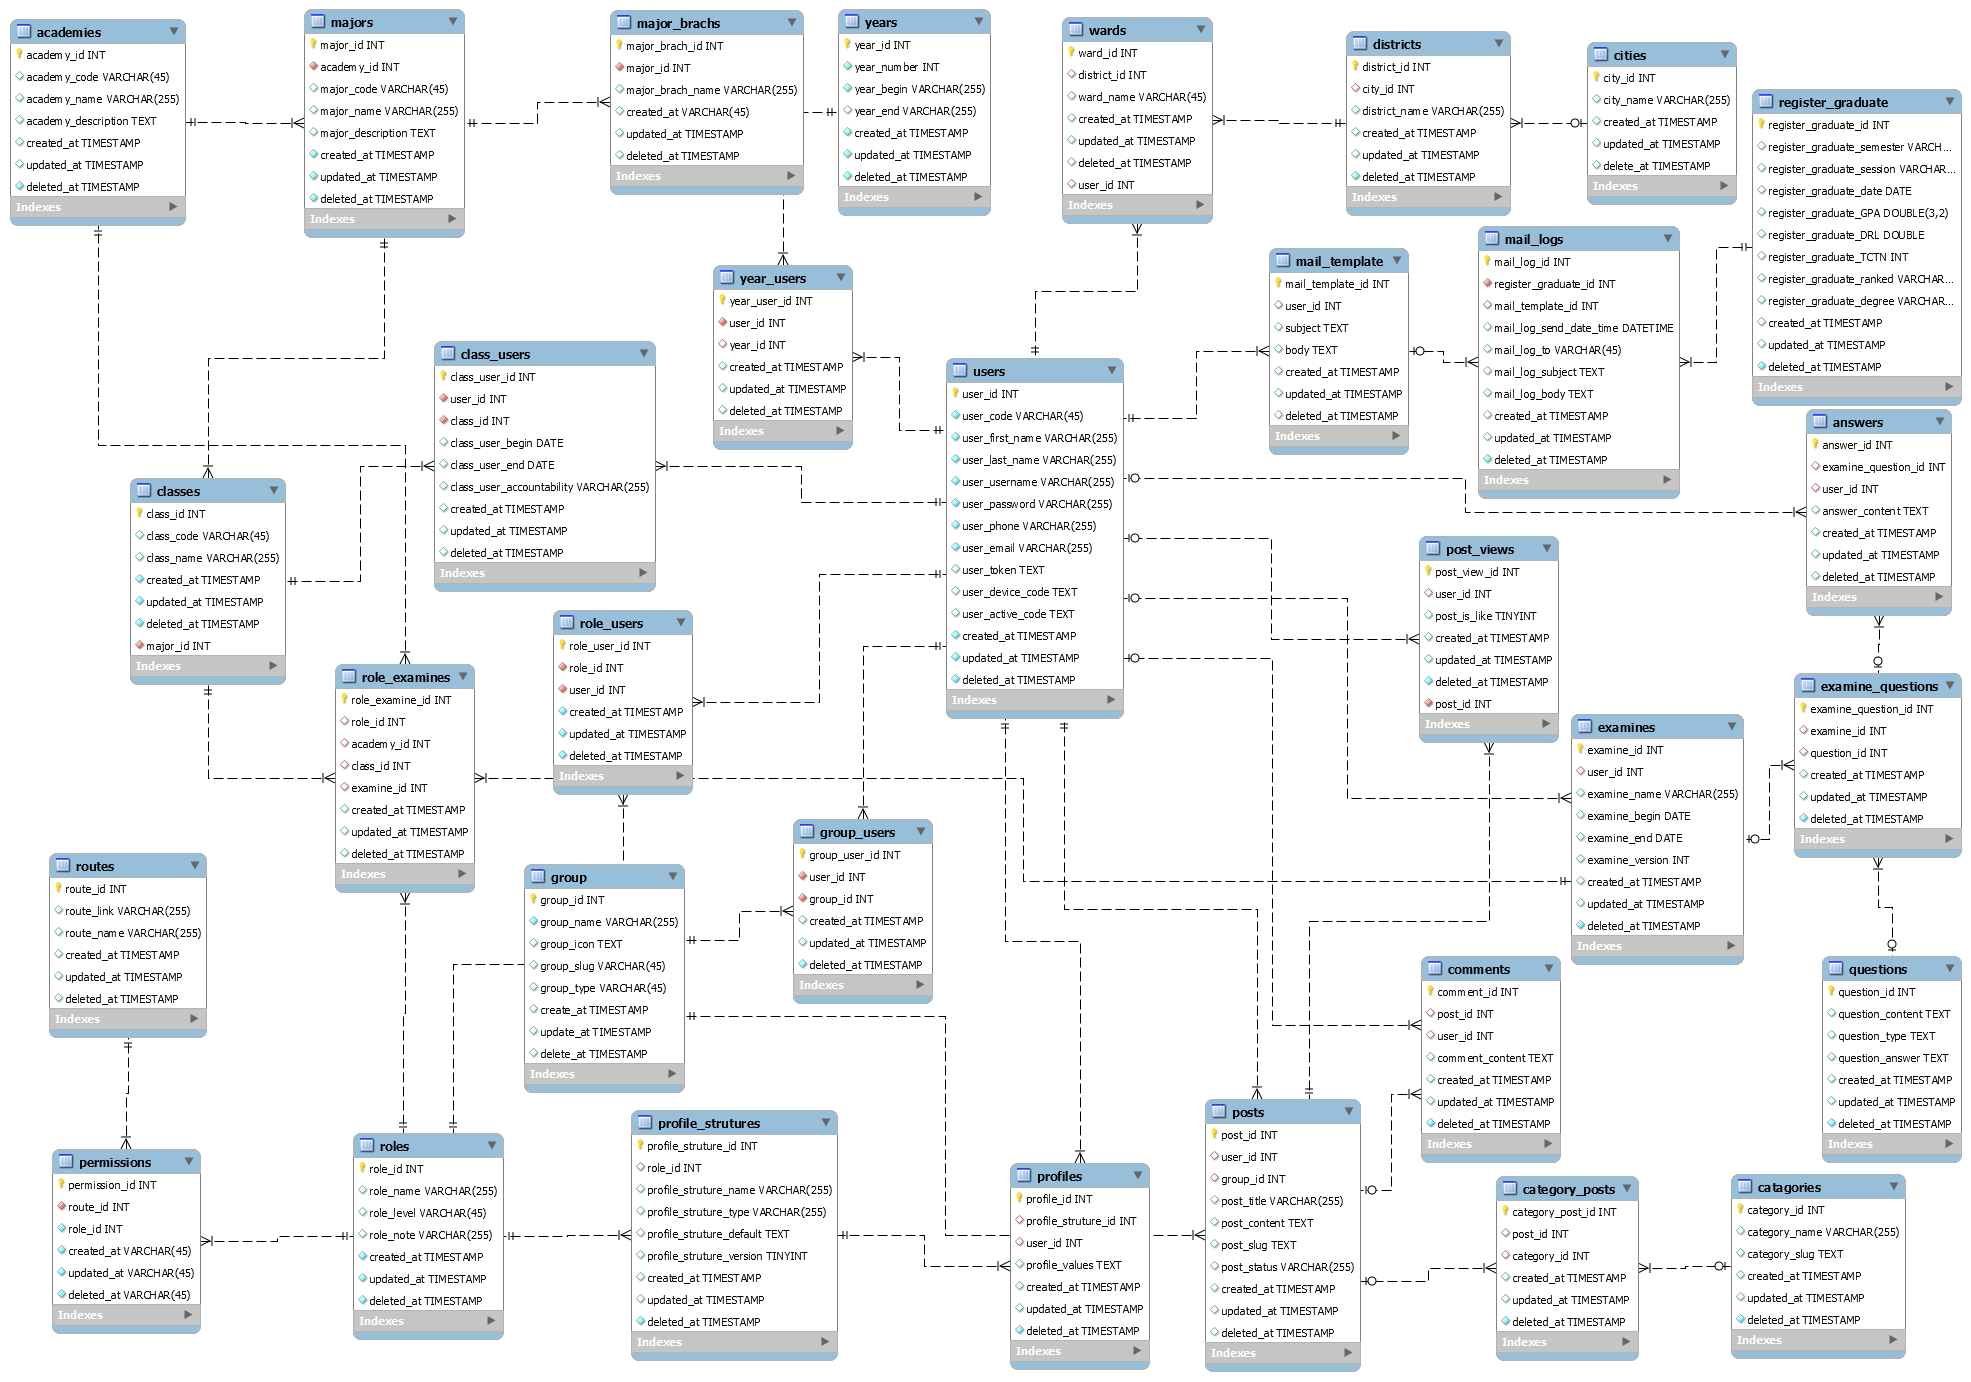 academies
academy_id INT
academy_code VARCHAR(45)
academy_name VARCHAR(255)
academy_description TEXT
created_at TIMESTAMP
updated_at TIMESTAMP
deleted_at TIMESTAMP
Indexes
majors
major_id INT
academy_id INT
major_code VARCHAR(45)
major_name VARCHAR(255)
major_description TEXT
created_at TIMESTAMP
updated_at TIMESTAMP
deleted_at TIMESTAMP
Indexes
major_brachs
major_brach_id INT
major_id INT
major_brach_name VARCHAR(255)
created_at VARCHAR(45)
updated_at TIMESTAMP
deleted_at TIMESTAMP
Indexes
years
year_id INT
year_number INT
year_begin VARCHAR(255)
year_end VARCHAR(255)
created_at TIMESTAMP
updated_at TIMESTAMP
deleted_at TIMESTAMP
Indexes
wards
ward_id INT
district_id INT
ward_name VARCHAR(45)
created_at TIMESTAMP
updated_at TIMESTAMP
deleted_at TIMESTAMP
user_id INT
Indexes
districts
district_id INT
city_id INT
district_name VARCHAR(255)
created_at TIMESTAMP
updated_at TIMESTAMP
deleted_at TIMESTAMP
Indexes
cities
city_id INT
city_name VARCHAR(255)
created_at TIMESTAMP
updated_at TIMESTAMP
delete_at TIMESTAMP
Indexes
register_graduate
register_graduate_id INT
register_graduate_semester VARCH...
register_graduate_session VARCHAR...
register_graduate_date DATE
register_graduate_GPA DOUBLE(3,2)
register_graduate_DRL DOUBLE
register_graduate_TCTN INT
register_graduate_ranked VARCHAR...
register_graduate_degree VARCHAR...
created_at TIMESTAMP
updated_at TIMESTAMP
deleted_at TIMESTAMP
Indexes
year_users
year_user_id INT
user_id INT
year_id INT
created_at TIMESTAMP
updated_at TIMESTAMP
deleted_at TIMESTAMP
Indexes
mail_template
mail_template_id INT
user_id INT
subject TEXT
body TEXT
created_at TIMESTAMP
updated_at TIMESTAMP
deleted_at TIMESTAMP
Indexes
mail_logs
mail_log_id INT
register_graduate_id INT
mail_template_id INT
mail_log_send_date_time DATETIME
mail_log_to VARCHAR(45)
mail_log_subject TEXT
mail_log_body TEXT
created_at TIMESTAMP
updated_at TIMESTAMP
deleted_at TIMESTAMP
Indexes
class_users
class_user_id INT
user_id INT
class_id INT
class_user_begin DATE
class_user_end DATE
class_user_accountability VARCHAR(255)
created_at TIMESTAMP
updated_at TIMESTAMP
deleted_at TIMESTAMP
Indexes
users
user_id INT
user_code VARCHAR(45)
user_first_name VARCHAR(255)
user_last_name VARCHAR(255)
user_username VARCHAR(255)
user_password VARCHAR(255)
user_phone VARCHAR(255)
user_email VARCHAR(255)
user_token TEXT
user_device_code TEXT
user_active_code TEXT
created_at TIMESTAMP
updated_at TIMESTAMP
deleted_at TIMESTAMP
Indexes
answers
answer_id INT
examine_question_id INT
user_id INT
answer_content TEXT
created_at TIMESTAMP
updated_at TIMESTAMP
deleted_at TIMESTAMP
Indexes
classes
class_id INT
class_code VARCHAR(45)
class_name VARCHAR(255)
created_at TIMESTAMP
updated_at TIMESTAMP
deleted_at TIMESTAMP
major_id INT
Indexes
post_views
post_view_id INT
user_id INT
post_is_like TINYINT
created_at TIMESTAMP
updated_at TIMESTAMP
deleted_at TIMESTAMP
post_id INT
Indexes
role_users
role_user_id INT
role_id INT
user_id INT
created_at TIMESTAMP
updated_at TIMESTAMP
deleted_at TIMESTAMP
Indexes
role_examines
role_examine_id INT
role_id INT
academy_id INT
class_id INT
examine_id INT
created_at TIMESTAMP
updated_at TIMESTAMP
deleted_at TIMESTAMP
Indexes
examine_questions
examine_question_id INT
examine_id INT
question_id INT
created_at TIMESTAMP
updated_at TIMESTAMP
deleted_at TIMESTAMP
Indexes
examines
examine_id INT
user_id INT
examine_name VARCHAR(255)
examine_begin DATE
examine_end DATE
examine_version INT
created_at TIMESTAMP
updated_at TIMESTAMP
deleted_at TIMESTAMP
Indexes
group_users
group_user_id INT
user_id INT
group_id INT
created_at TIMESTAMP
updated_at TIMESTAMP
deleted_at TIMESTAMP
Indexes
routes
route_id INT
route_link VARCHAR(255)
route_name VARCHAR(255)
created_at TIMESTAMP
updated_at TIMESTAMP
deleted_at TIMESTAMP
Indexes
group
group_id INT
group_name VARCHAR(255)
group_icon TEXT
group_slug VARCHAR(45)
group_type VARCHAR(45)
create_at TIMESTAMP
update_at TIMESTAMP
delete_at TIMESTAMP
Indexes
comments
comment_id INT
post_id INT
user_id INT
comment_content TEXT
created_at TIMESTAMP
updated_at TIMESTAMP
deleted_at TIMESTAMP
Indexes
questions
question_id INT
question_content TEXT
question_type TEXT
question_answer TEXT
created_at TIMESTAMP
updated_at TIMESTAMP
deleted_at TIMESTAMP
Indexes
permissions
permission_id INT
route_id INT
role_id INT
created_at VARCHAR(45)
updated_at VARCHAR(45)
deleted_at VARCHAR(45)
Indexes
roles
role_id INT
role_name VARCHAR(255)
role_level VARCHAR(45)
role_note VARCHAR(255)
created_at TIMESTAMP
updated_at TIMESTAMP
deleted_at TIMESTAMP
Indexes
profile_strutures
profile_struture_id INT
role_id INT
profile_struture_name VARCHAR(255)
profile_struture_type VARCHAR(255)
profile_struture_default TEXT
profile_struture_version TINYINT
created_at TIMESTAMP
updated_at TIMESTAMP
deleted_at TIMESTAMP
Indexes
profiles
profile_id INT
profile_struture_id INT
user_id INT
profile_values TEXT
created_at TIMESTAMP
updated_at TIMESTAMP
deleted_at TIMESTAMP
Indexes
posts
post_id INT
user_id INT
group_id INT
post_title VARCHAR(255)
post_content TEXT
post_slug TEXT
post_status VARCHAR(255)
created_at TIMESTAMP
updated_at TIMESTAMP
deleted_at TIMESTAMP
Indexes
category_posts
category_post_id INT
post_id INT
category_id INT
created_at TIMESTAMP
updated_at TIMESTAMP
deleted_at TIMESTAMP
Indexes
catagories
category_id INT
category_name VARCHAR(255)
category_slug TEXT
created_at TIMESTAMP
updated_at TIMESTAMP
deleted_at TIMESTAMP
Indexes